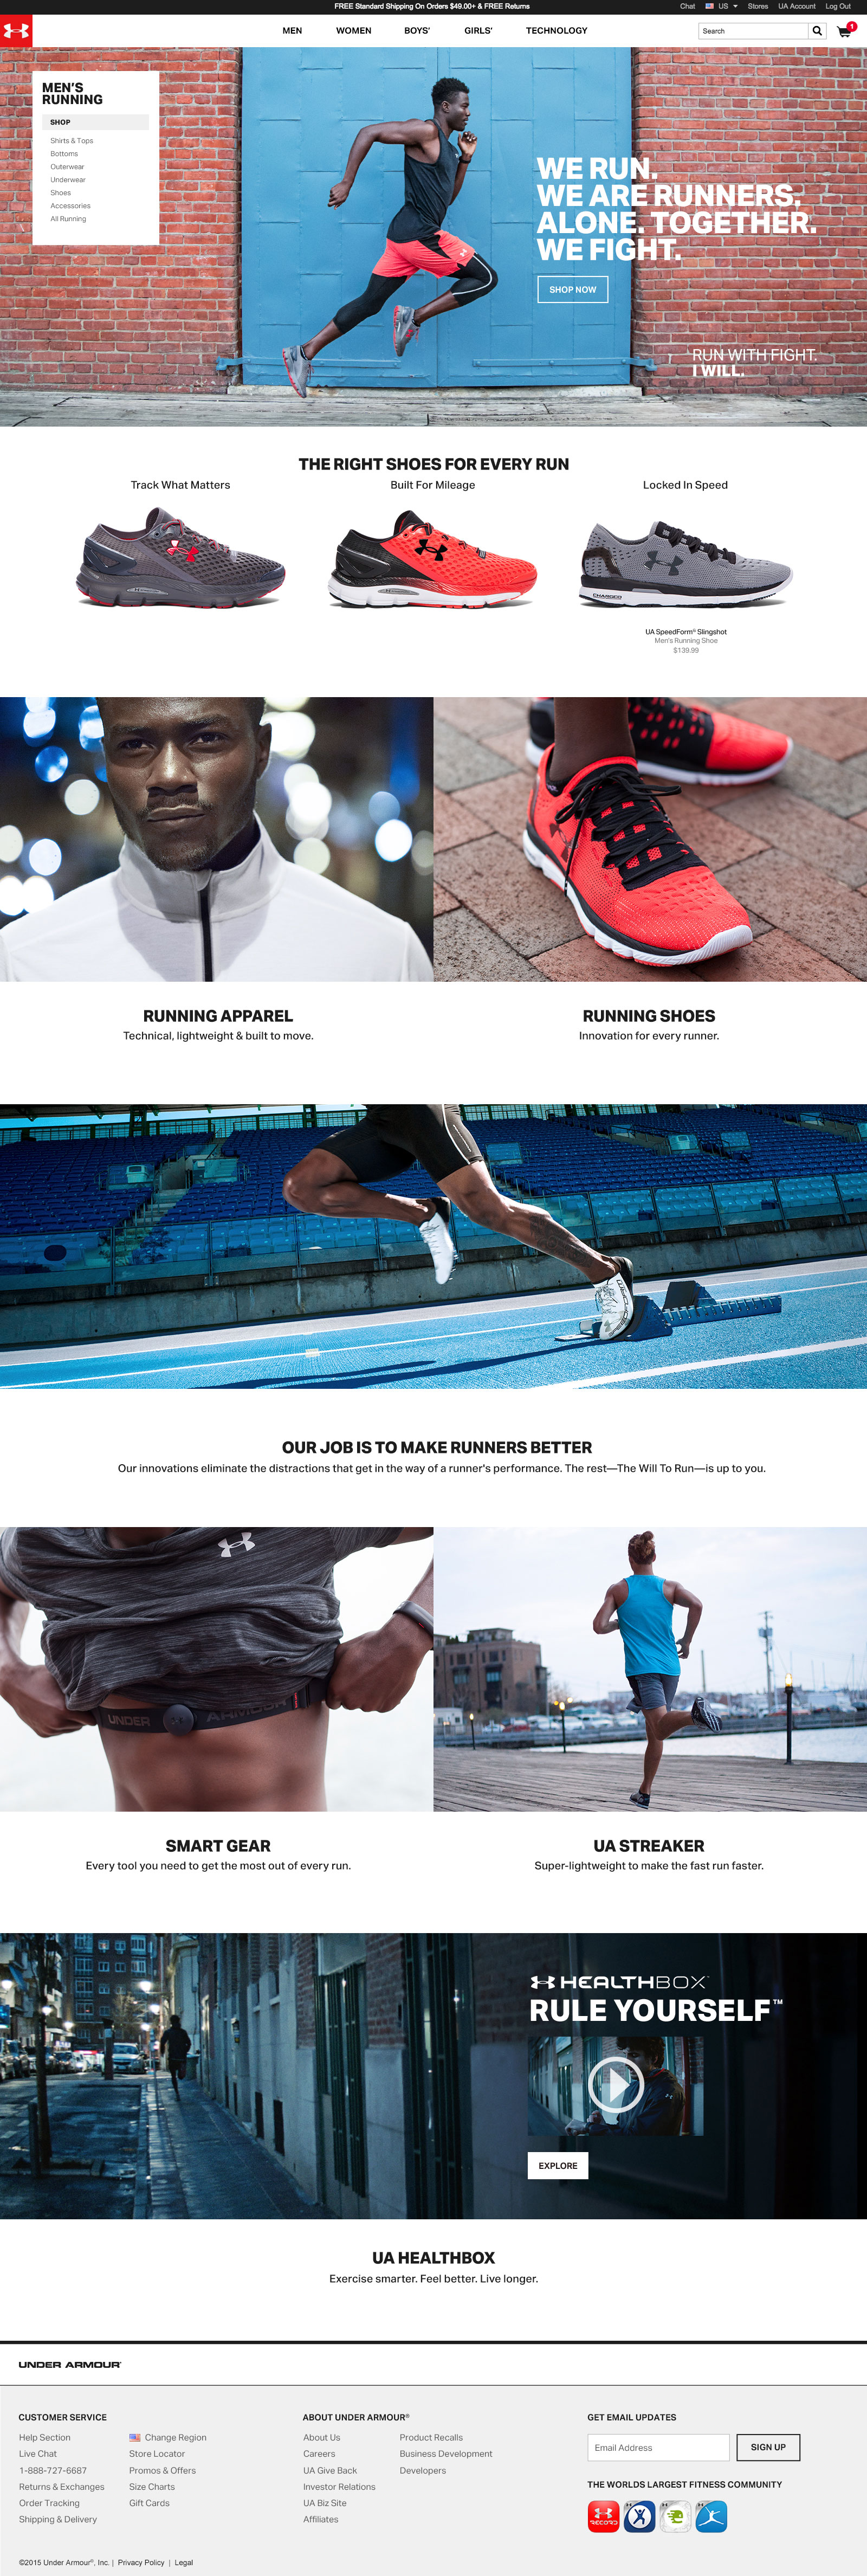 FREE Standard Shipping On Orders $49.00+ & FREE Returns
Chat US Stores UA Account Log Out
MEN WOMEN BOYS' GIRLS' TECHNOLOGY
Search
1
MEN'S
RUNNING
SHOP
Shirts & Tops
Bottoms
Outerwear
Underwear
Shoes
Accessories
All Running
WE RUN.
WE ARE RUNNERS,
ALONE. TOGETHER.
WE FIGHT.
SHOP NOW
RUN WITH FIGHT.
I WILL.
THE RIGHT SHOES FOR EVERY RUN
Track What Matters
Built For Mileage
Locked In Speed
CHARGED
UA SpeedForm® Slingshot
Men's Running Shoe
$139.99
RUNNING APPAREL
Technical, lightweight & built to move.
RUNNING SHOES
Innovation for every runner.
OUR JOB IS TO MAKE RUNNERS BETTER
Our innovations eliminate the distractions that get in the way of a runner's performance. The rest—The Will To Run—is up to you.
UNDER ARMOUR
SMART GEAR
Every tool you need to get the most out of every run.
UA STREAKER
Super-lightweight to make the fast run faster.
HEALTHBOX
RULE YOURSELF™
EXPLORE
UA HEALTHBOX
Exercise smarter. Feel better. Live longer.
UNDER ARMOUR
CUSTOMER SERVICE
Help Section
Live Chat
1-888-727-6687
Returns & Exchanges
Order Tracking
Shipping & Delivery
Change Region
Store Locator
Promos & Offers
Size Charts
Gift Cards
ABOUT UNDER ARMOUR®
About Us
Careers
UA Give Back
Investor Relations
UA Biz Site
Affiliates
Product Recalls
Business Development
Developers
GET EMAIL UPDATES
Email Address
SIGN UP
THE WORLDS LARGEST FITNESS COMMUNITY
RECORD
©2015 Under Armour®, Inc. | Privacy Policy | Legal